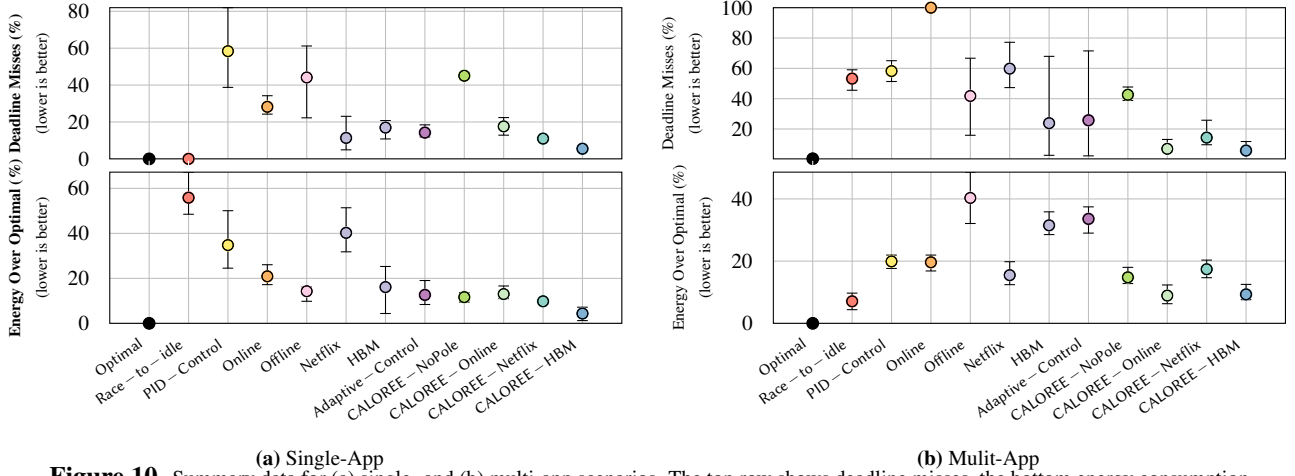 Deadline Misses (%)
(lower is better)
80
60
40
20
0
Energy Over Optimal (%)
(lower is better)
60
40
20
0
Optimal
Race – to – idle
PID – Control
Online
Offline
Netflix
HBM
Adaptive – Control
CALOREE – NoPole
CALOREE – Online
CALOREE – Netflix
CALOREE – HBM
(a) Single-App
Deadline Misses (%)
(lower is better)
100
80
60
40
20
Energy Over Optimal (%)
(lower is better)
40
20
0
Optimal
Race – to – idle
PID – Control
Online
Offline
Netflix
HBM
Adaptive – Control
CALOREE – NoPole
CALOREE – Online
CALOREE – Netflix
CALOREE – HBM
(b) Mulit-App
Figure 10. Summary data for (a) single- and (b) multi-app scenarios. The top row shows deadline misses, the bottom energy consumption.